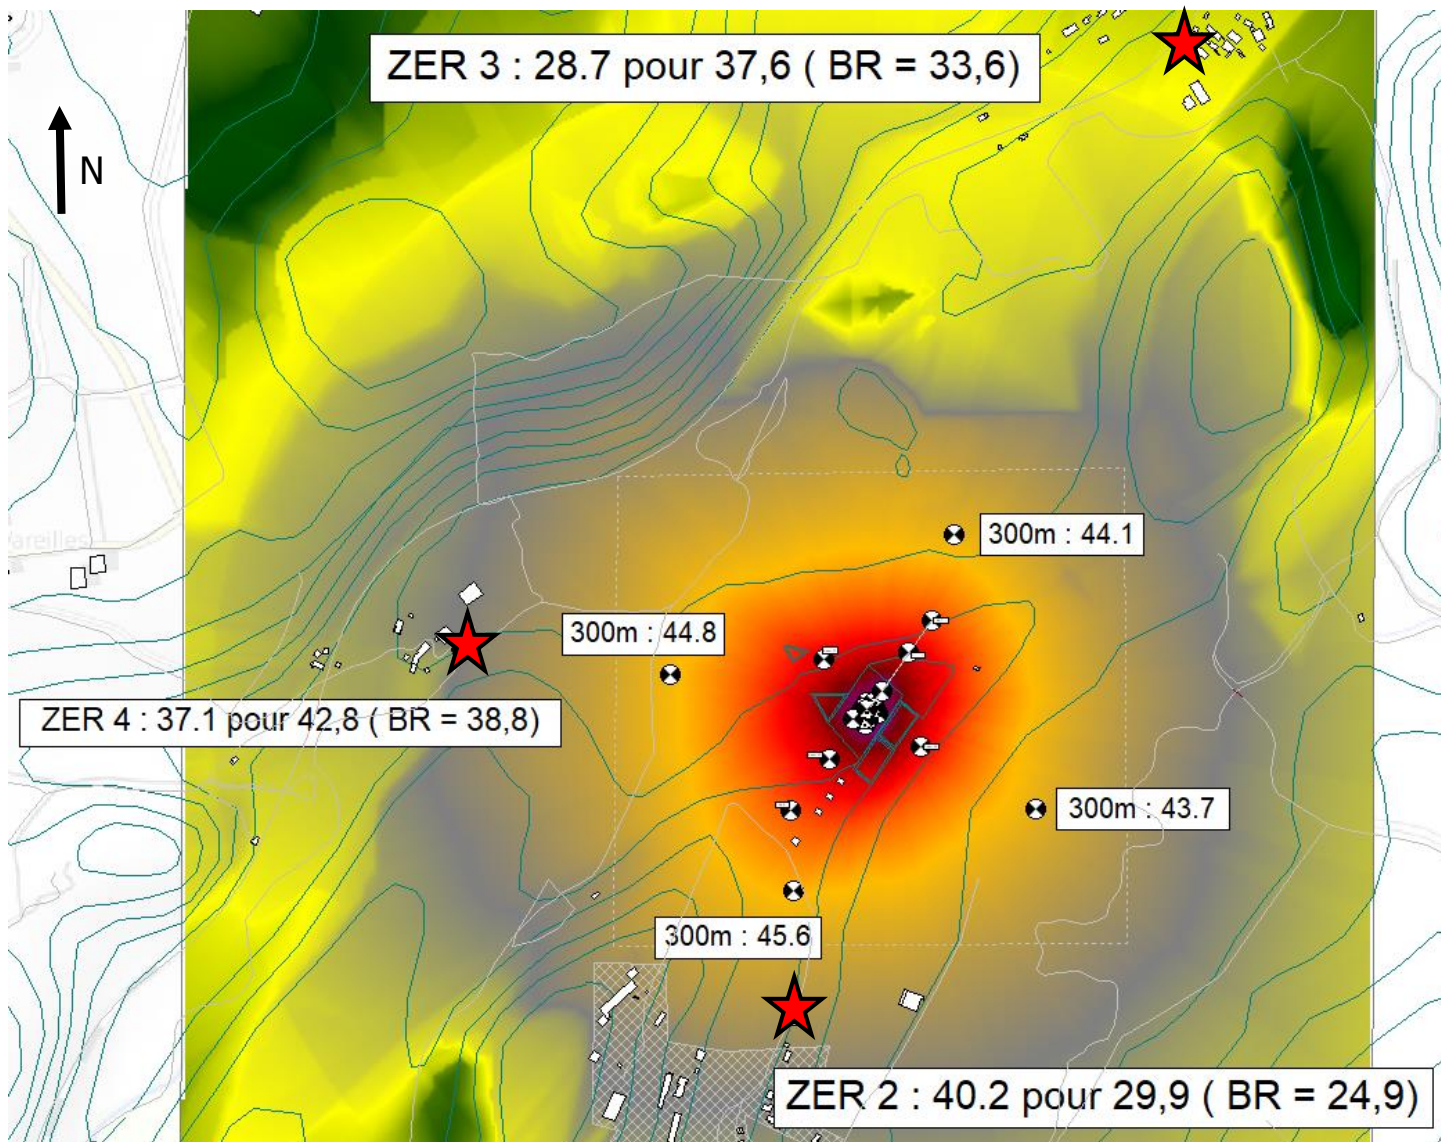 ZER 3 : 28.7 pour 37,6 ( BR = 33,6)
N
300m : 44.1
areilles
300m : 44.8
ZER 4 : 37.1 pour 42,8 ( BR = 38,8)
300m : 43.7
300m : 45.6
ZER 2 : 40.2 pour 29,9 ( BR = 24,9)